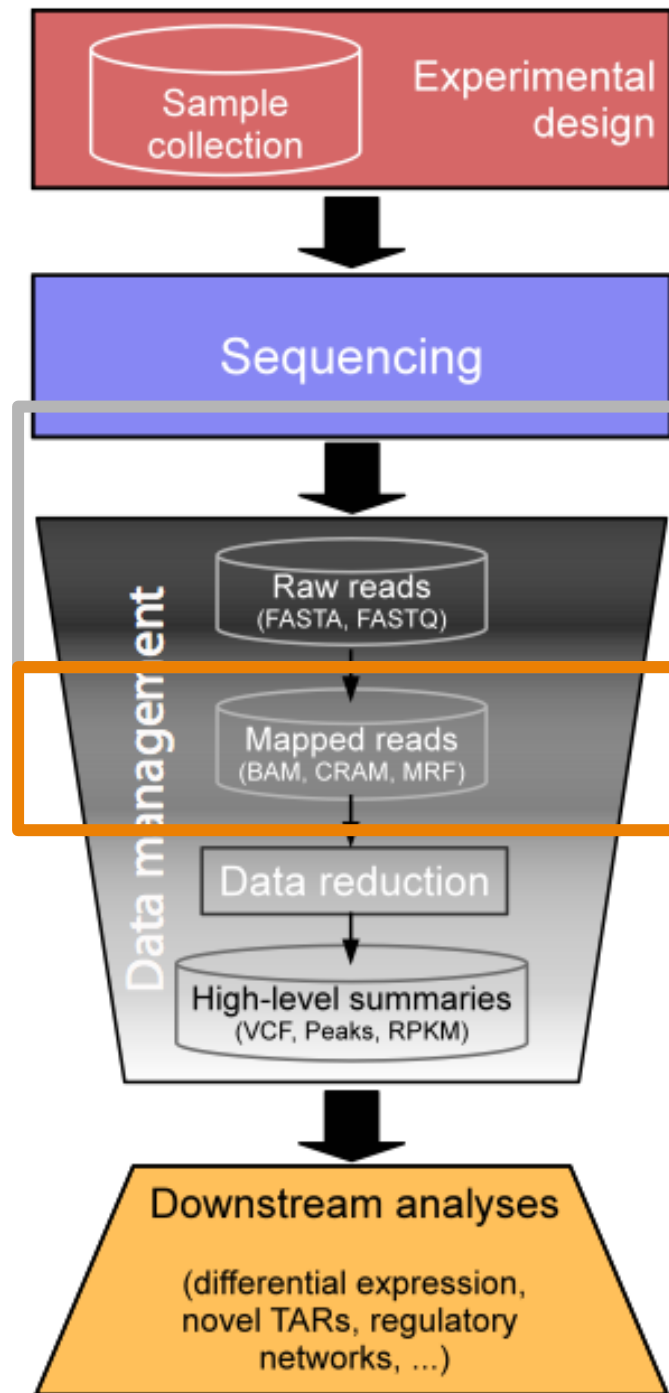 Sample
collection
Experimental
design
Sequencing
Data management
Raw reads
(FASTA, FASTQ)
Mapped reads
(BAM, CRAM, MRF)
Data reduction
High-level summaries
(VCF, Peaks, RPKM)
Downstream analyses
(differential expression,
novel TARs, regulatory
networks, ...)